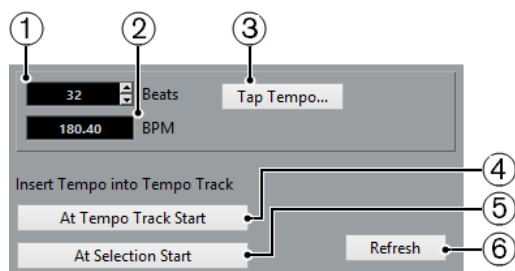 ① ② ③
32 Beats Tap Tempo...
180.40 BPM
Insert Tempo into Tempo Track
At Tempo Track Start ④
⑤
At Selection Start Refresh ⑥